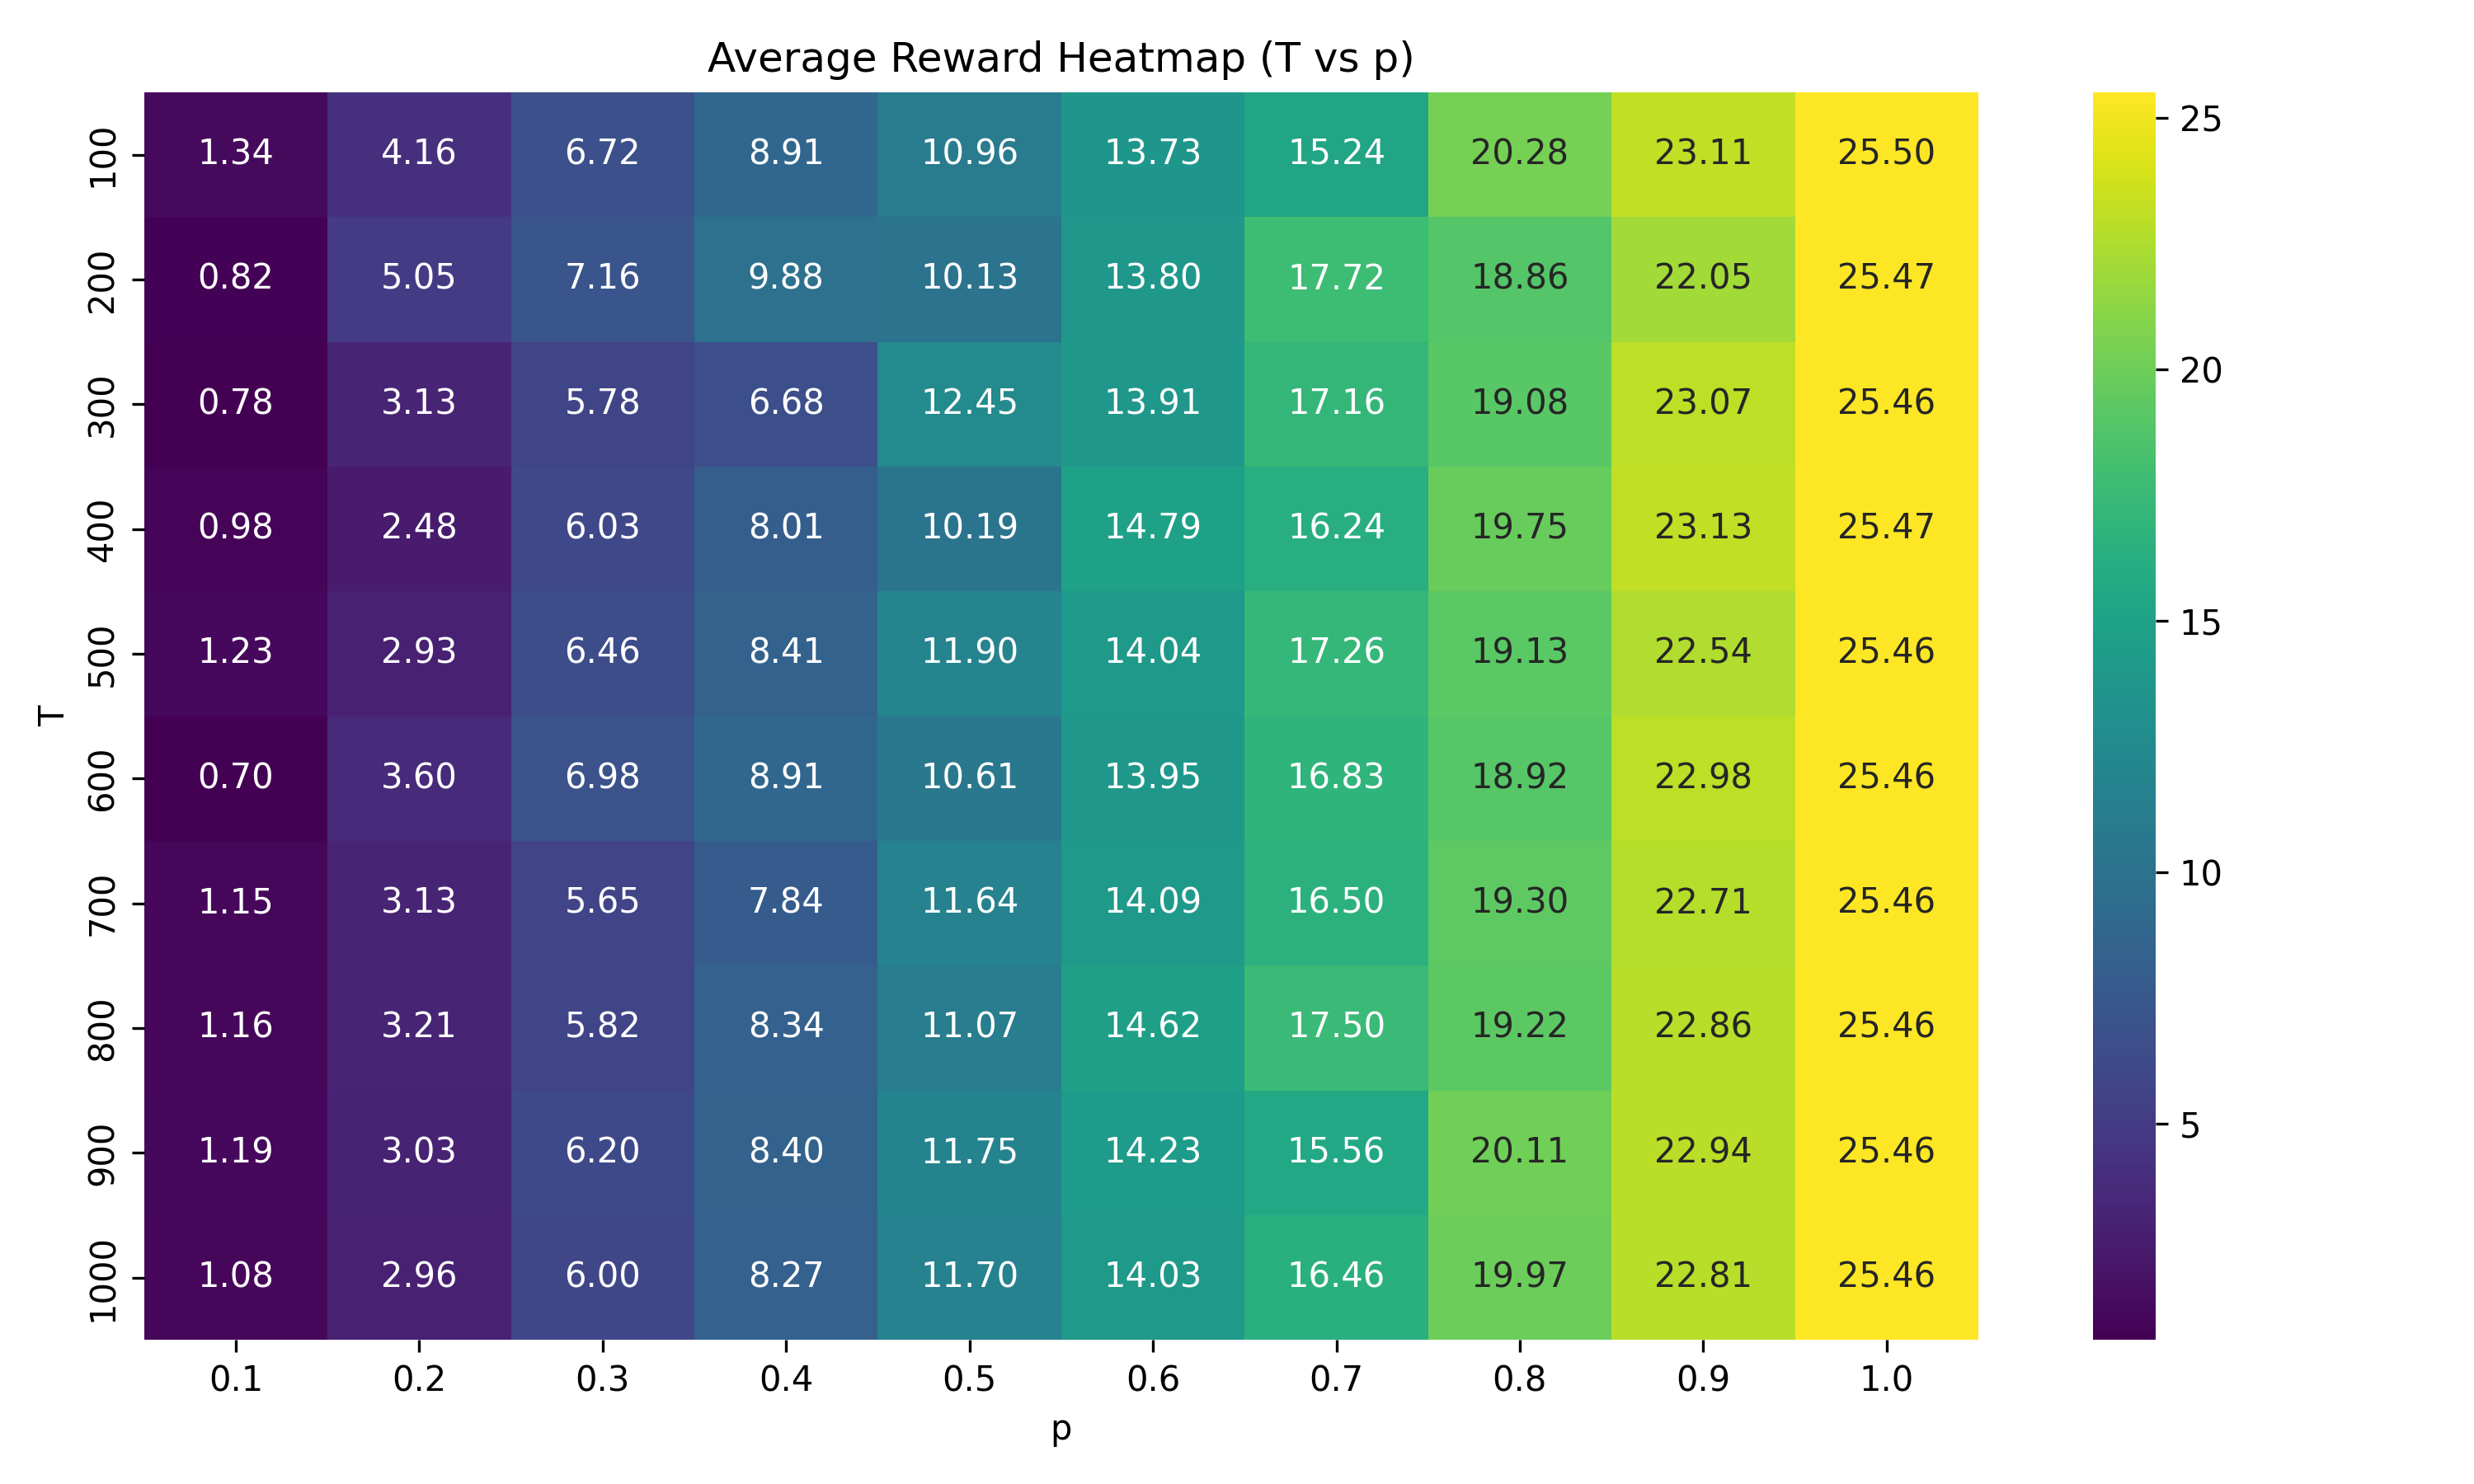 Average Reward Heatmap (T vs p)
100 1.34 4.16 6.72 8.91 10.96 13.73 15.24 20.28 23.11 25.50
200 0.82 5.05 7.16 9.88 10.13 13.80 17.72 18.86 22.05 25.47
300 0.78 3.13 5.78 6.68 12.45 13.91 17.16 19.08 23.07 25.46
400 0.98 2.48 6.03 8.01 10.19 14.79 16.24 19.75 23.13 25.47
500 1.23 2.93 6.46 8.41 11.90 14.04 17.26 19.13 22.54 25.46
T
600 0.70 3.60 6.98 8.91 10.61 13.95 16.83 18.92 22.98 25.46
700 1.15 3.13 5.65 7.84 11.64 14.09 16.50 19.30 22.71 25.46
800 1.16 3.21 5.82 8.34 11.07 14.62 17.50 19.22 22.86 25.46
900 1.19 3.03 6.20 8.40 11.75 14.23 15.56 20.11 22.94 25.46
1000 1.08 2.96 6.00 8.27 11.70 14.03 16.46 19.97 22.81 25.46
0.1 0.2 0.3 0.4 0.5 0.6 0.7 0.8 0.9 1.0
p
25
20
15
10
5